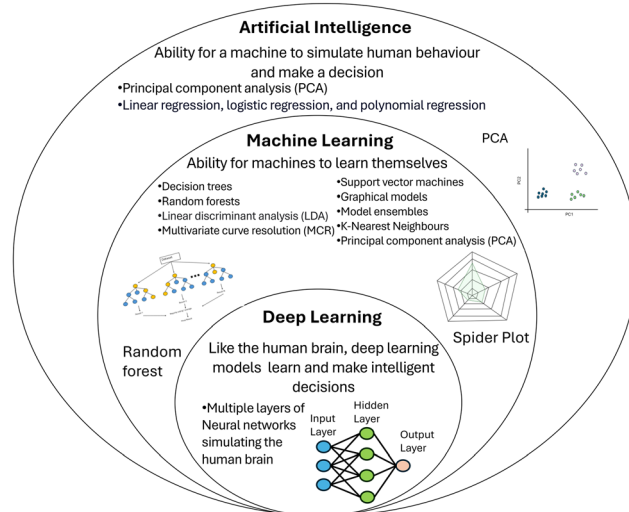 Artificial Intelligence
Ability for a machine to simulate human behaviour
and make a decision
•Principal component analysis (PCA)
•Linear regression, logistic regression, and polynomial regression
Machine Learning
Ability for machines to learn themselves
•Decision trees
•Random forests
•Linear discriminant analysis (LDA)
•Multivariate curve resolution (MCR)
•Support vector machines
•Graphical models
•Model ensembles
•K-Nearest Neighbours
•Principal component analysis (PCA)
PCA
PC2
PC1
Random
forest
Spider Plot
Deep Learning
Like the human brain, deep learning
models learn and make intelligent
decisions
•Multiple layers of
Neural networks
simulating the
human brain
Input
Layer
Hidden
Layer
Output
Layer